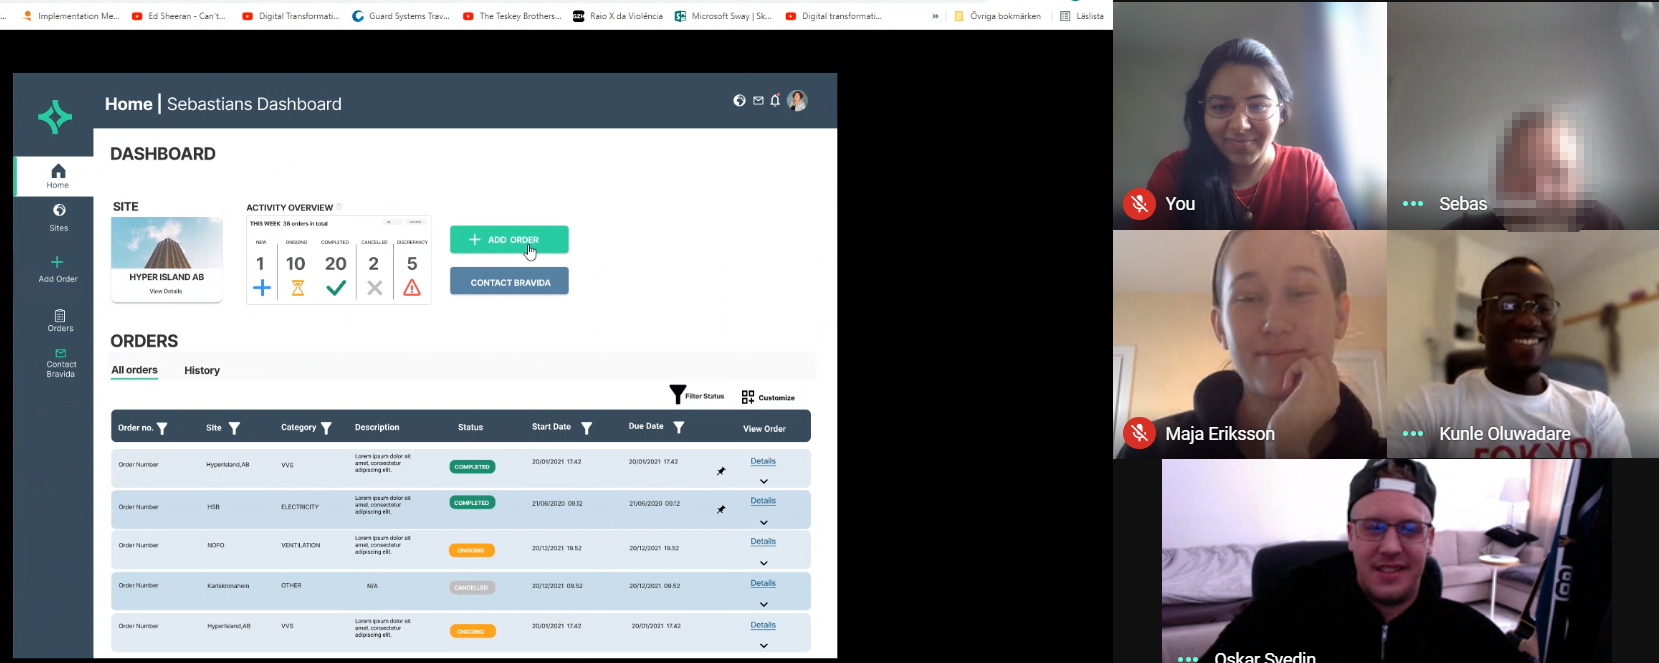 Implementation Me...
Ed Sheeran - Can't...
Digital Transformati...
Guard Systems Trav...
The Teskey Brothers...
GZH Raio X da Violência
Microsoft Sway | Sk...
Digital transformati...
»
Övriga bokmärken
Läslista
Home | Sebastians Dashboard
Home
Sites
Add Order
Orders
Contact
Bravida
DASHBOARD
SITE
HYPER ISLAND AB
View Details
ACTIVITY OVERVIEW
THIS WEEK 38 orders in total
NEW ONGOING COMPLETED CANCELLED DISCREPANCY
1 10 20 2 5
+ ADD ORDER
CONTACT BRAVIDA
ORDERS
All orders History
Filter Status Customize
Order no. Site Category Description Status Start Date Due Date View Order
Order Number HyperIsland,AB VVS Lorem ipsum dolor sit amet, consectetur adipiscing elit. COMPLETED 20/01/2021 17.42 20/01/2021 17.42 Details
Order Number HSB ELECTRICITY Lorem ipsum dolor sit amet, consectetur adipiscing elit. COMPLETED 21/06/2020 09.12 21/06/2020 09.12 Details
Order Number NOFO VENTILATION Lorem ipsum dolor sit amet, consectetur adipiscing elit. ONGOING 20/12/2021 19.52 20/12/2021 19.52 Details
Order Number Karlskronahem OTHER N/A CANCELLED 20/12/2021 09.52 20/12/2021 09.52 Details
Order Number HyperIsland,AB VVS Lorem ipsum dolor sit amet, consectetur adipiscing elit. ONGOING 20/01/2021 17.42 20/01/2021 17.42 Details
You
Sebas
Maja Eriksson
Kunle Oluwadare
Oskar Svedin